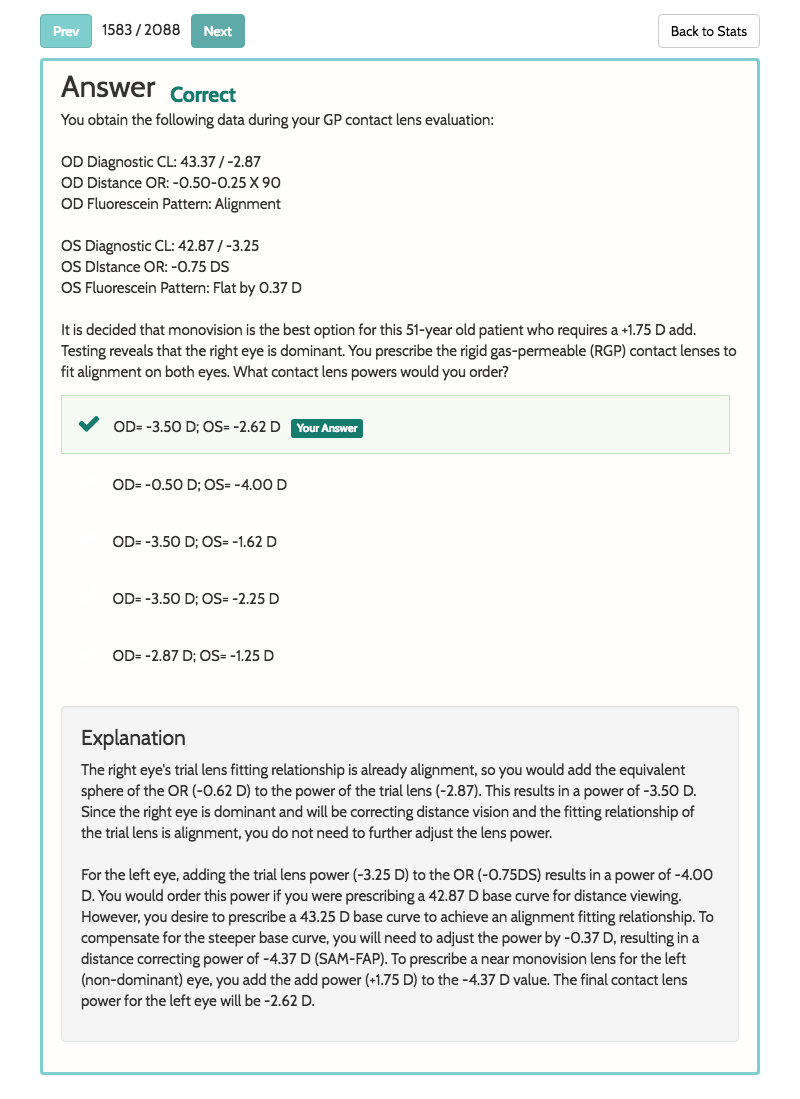 Prev 1583 / 2088 Next Back to Stats
Answer Correct
You obtain the following data during your GP contact lens evaluation:
OD Diagnostic CL: 43.37 / -2.87
OD Distance OR: -0.50-0.25 X 90
OD Fluorescein Pattern: Alignment
OS Diagnostic CL: 42.87 / -3.25
OS DIstance OR: -0.75 DS
OS Fluorescein Pattern: Flat by 0.37 D
It is decided that monovision is the best option for this 51-year old patient who requires a +1.75 D add.
Testing reveals that the right eye is dominant. You prescribe the rigid gas-permeable (RGP) contact lenses to
fit alignment on both eyes. What contact lens powers would you order?
OD= -3.50 D; OS= -2.62 D Your Answer
OD= -0.50 D; OS= -4.00 D
OD= -3.50 D; OS= -1.62 D
OD= -3.50 D; OS= -2.25 D
OD= -2.87 D; OS= -1.25 D
Explanation
The right eye's trial lens fitting relationship is already alignment, so you would add the equivalent
sphere of the OR (-0.62 D) to the power of the trial lens (-2.87). This results in a power of -3.50 D.
Since the right eye is dominant and will be correcting distance vision and the fitting relationship of
the trial lens is alignment, you do not need to further adjust the lens power.
For the left eye, adding the trial lens power (-3.25 D) to the OR (-0.75DS) results in a power of -4.00
D. You would order this power if you were prescribing a 42.87 D base curve for distance viewing.
However, you desire to prescribe a 43.25 D base curve to achieve an alignment fitting relationship. To
compensate for the steeper base curve, you will need to adjust the power by -0.37 D, resulting in a
distance correcting power of -4.37 D (SAM-FAP). To prescribe a near monovision lens for the left
(non-dominant) eye, you add the add power (+1.75 D) to the -4.37 D value. The final contact lens
power for the left eye will be -2.62 D.